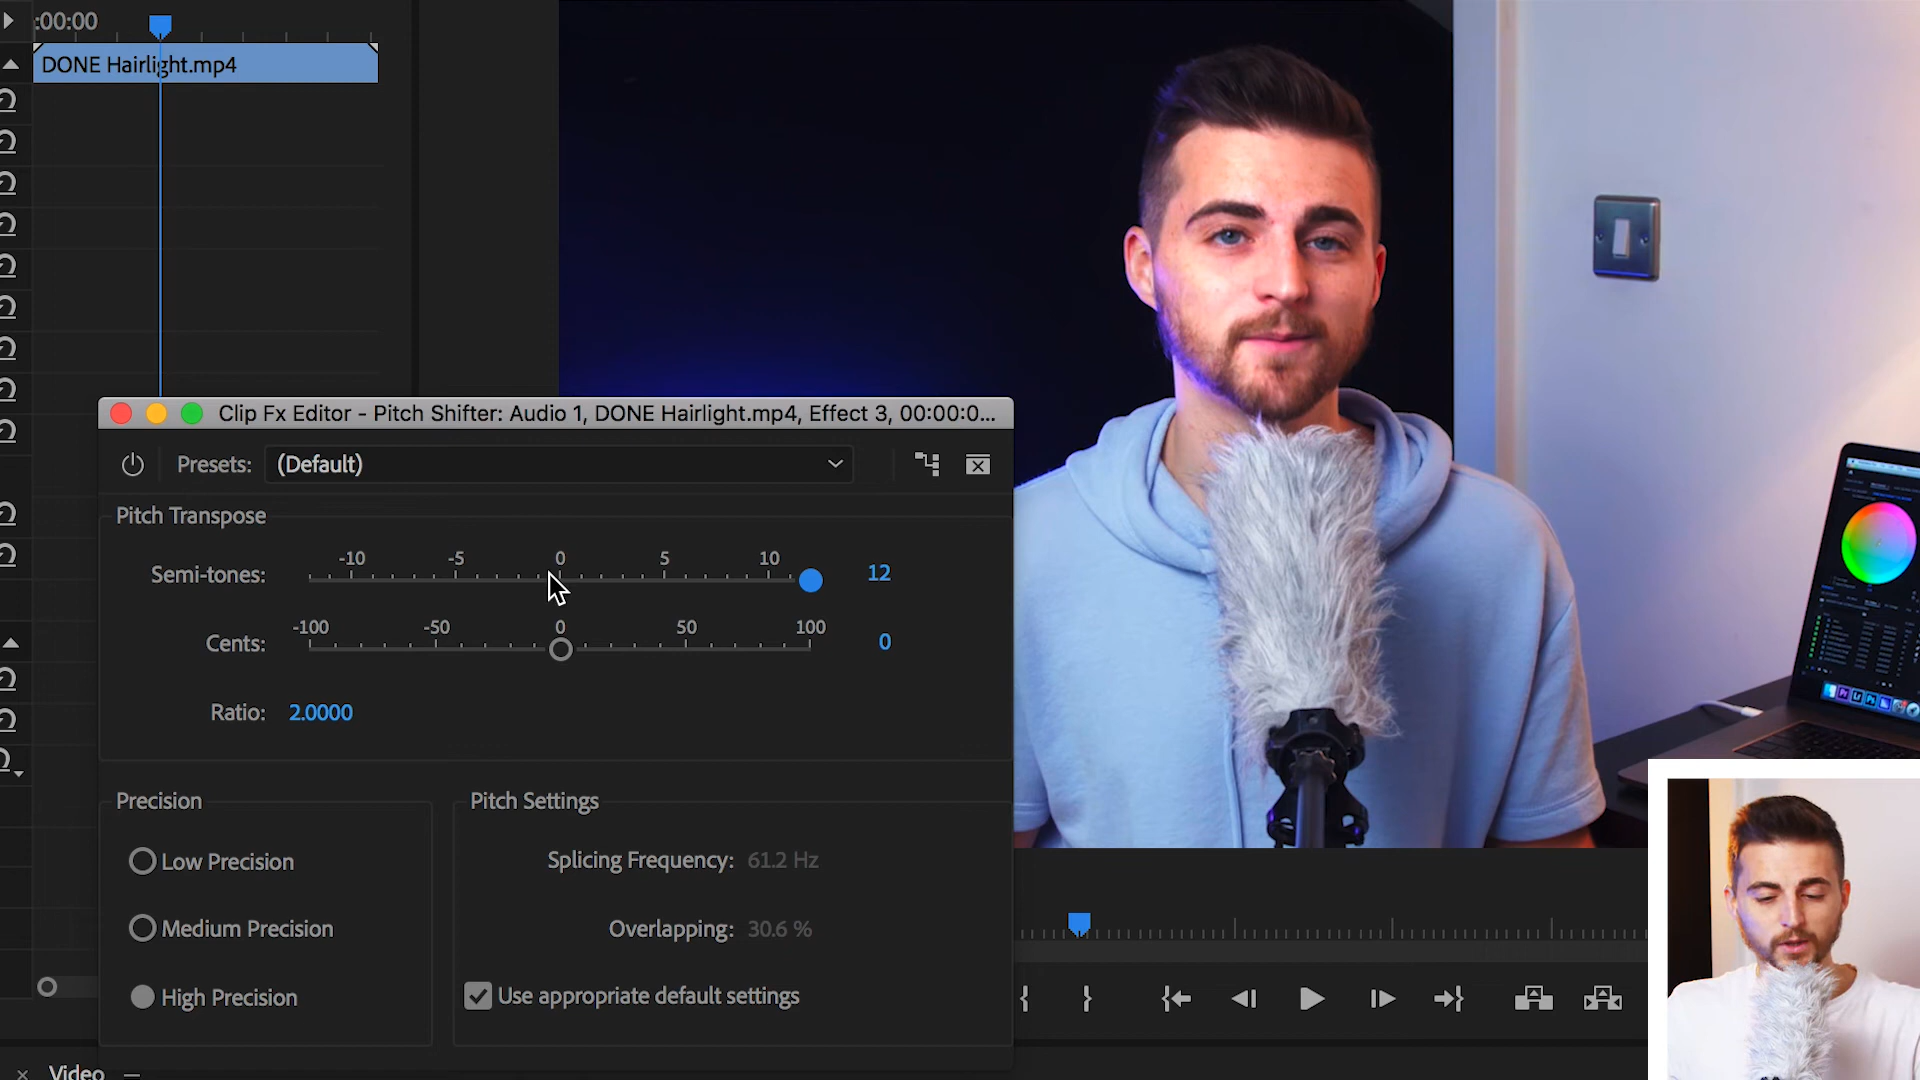 :00:00
DONE Hairlight.mp4
Clip Fx Editor - Pitch Shifter: Audio 1, DONE Hairlight.mp4, Effect 3, 00:00:0...
Presets: (Default)
Pitch Transpose
-10 -5 0 5 10
Semi-tones: 12
-100 -50 0 50 100
Cents: 0
Ratio: 2.0000
Precision
Low Precision
Medium Precision
High Precision
Pitch Settings
Splicing Frequency: 61.2 Hz
Overlapping: 30.6 %
Use appropriate default settings
Video